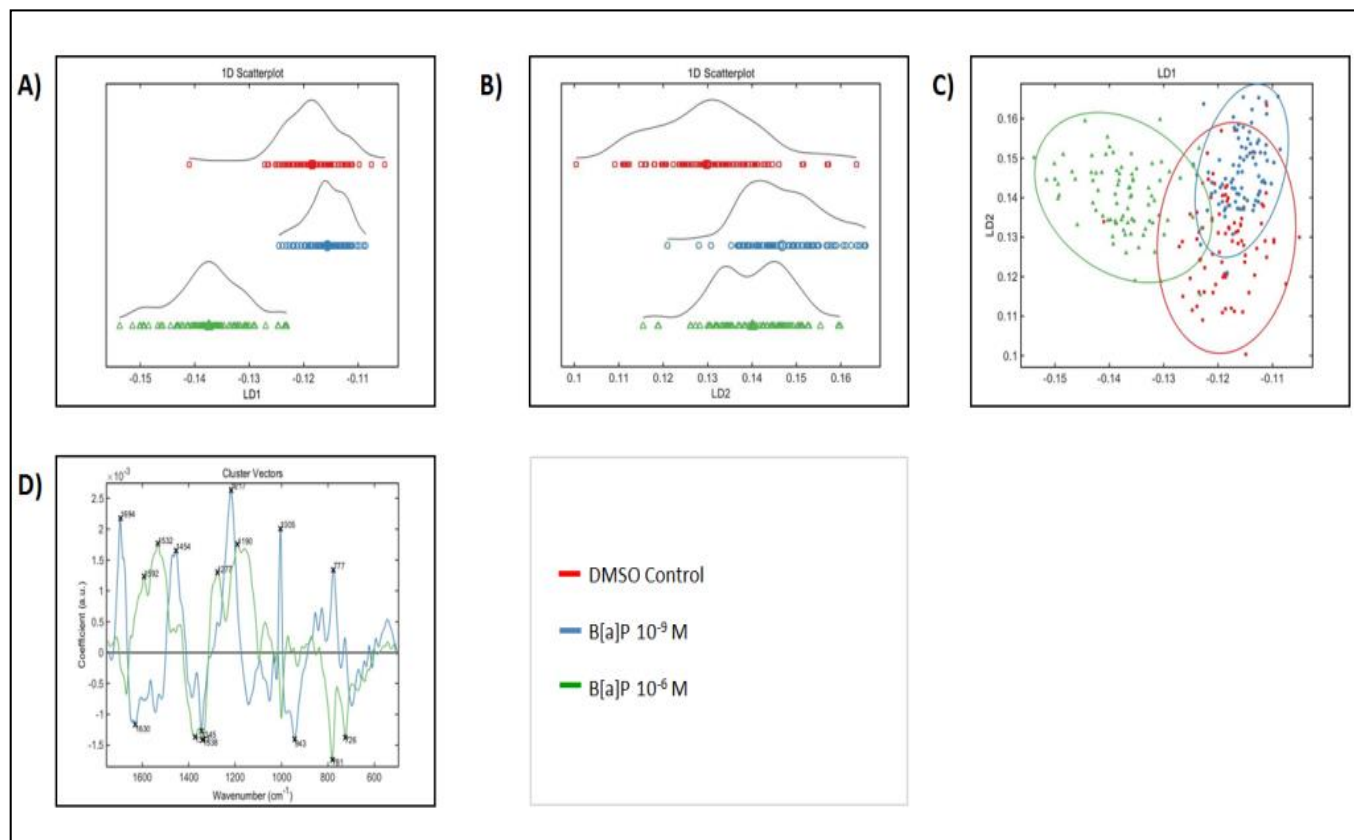 A)
1D Scatterplot
-0.15 -0.14 -0.13 -0.12 -0.11
LD1
B)
1D Scatterplot
0.1 0.11 0.12 0.13 0.14 0.15 0.16
LD2
C)
LD1
0.16
0.15
0.14
0.13
0.12
0.11
0.1
LD2
-0.15 -0.14 -0.13 -0.12 -0.11
D)
Cluster Vectors
×10⁻³
2.5
2
1.5
1
0.5
0
-0.5
-1
-1.5
Coefficient (a.u.)
1694
1592
1532
1454
1277
1190
1005
777
1630
943
726
1600 1400 1200 1000 800 600
Wavenumber (cm⁻¹)
DMSO Control
B[a]P 10⁻⁹ M
B[a]P 10⁻⁶ M